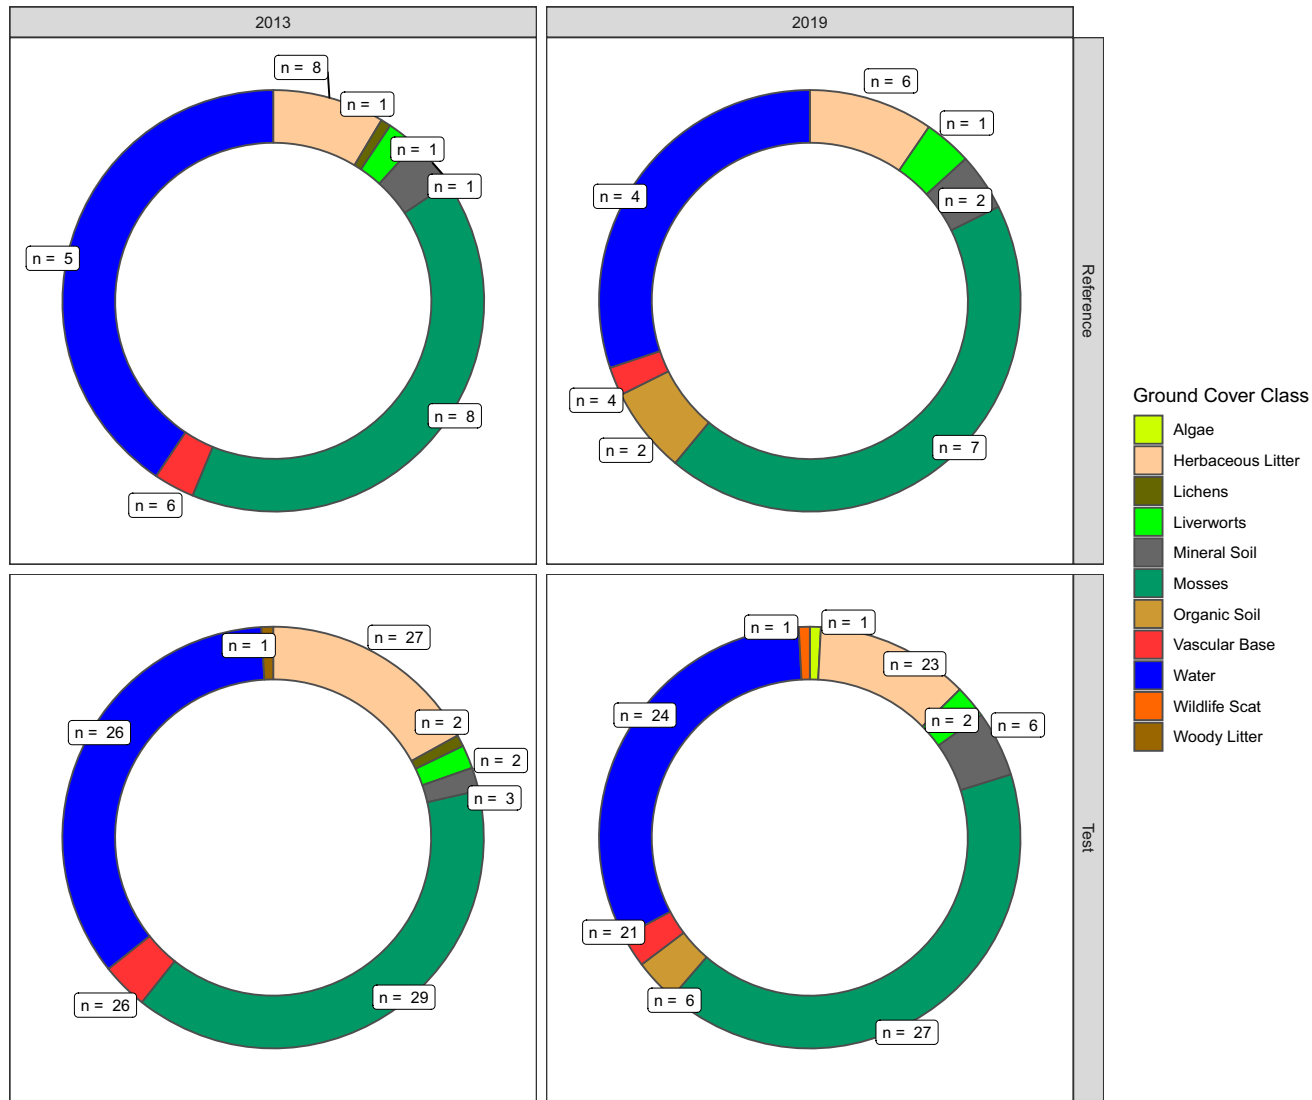 2013
2019
n = 8
n = 1
n = 1
n = 1
n = 5
n = 8
n = 6
n = 6
n = 1
n = 2
n = 4
n = 4
n = 2
n = 7
Reference
n = 27
n = 1
n = 2
n = 2
n = 3
n = 26
n = 26
n = 29
n = 1
n = 1
n = 23
n = 2
n = 6
n = 24
n = 21
n = 6
n = 27
Test
Ground Cover Class
Algae
Herbaceous Litter
Lichens
Liverworts
Mineral Soil
Mosses
Organic Soil
Vascular Base
Water
Wildlife Scat
Woody Litter